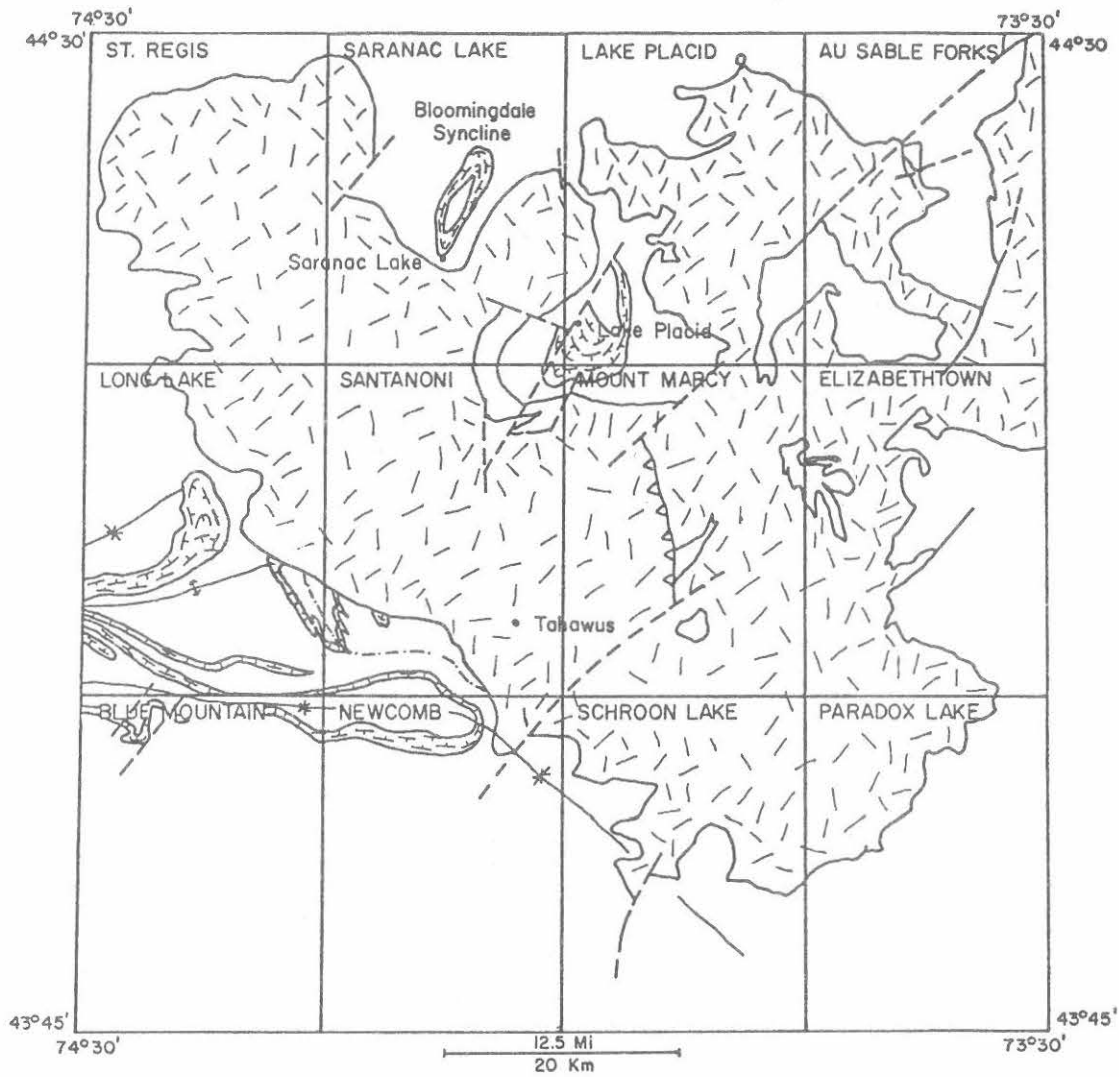 74°30'
73°30'
44°30'
44°30
ST. REGIS
SARANAC LAKE
LAKE PLACID
AU SABLE FORKS
Bloomingdale
Syncline
Saranac Lake
Lake Placid
LONG LAKE
SANTANONI
MOUNT MARCY
ELIZABETHTOWN
Tahawus
BLUE MOUNTAIN
NEWCOMB
SCHROON LAKE
PARADOX LAKE
43°45'
43°45'
74°30'
73°30'
12.5 Mi
20 Km